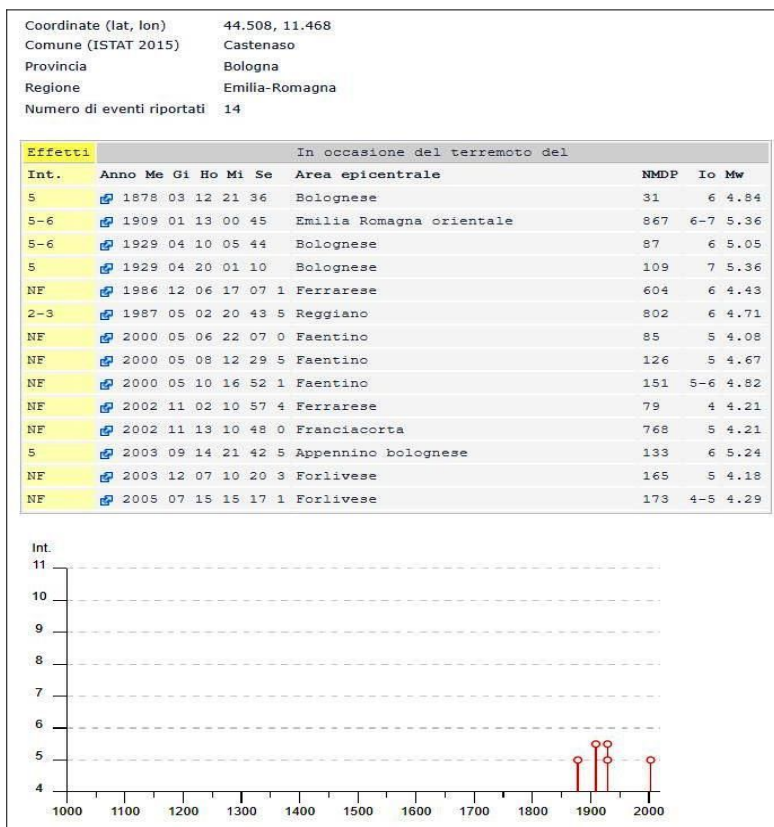 Coordinate (lat, lon) 44.508, 11.468
Comune (ISTAT 2015) Castenaso
Provincia Bologna
Regione Emilia-Romagna
Numero di eventi riportati 14
Effetti In occasione del terremoto del
Int. Anno Me Gi Ho Mi Se Area epicentrale NMDP Io Mw
5 1878 03 12 21 36 Bolognese 31 6 4.84
5-6 1909 01 13 00 45 Emilia Romagna orientale 867 6-7 5.36
5-6 1929 04 10 05 44 Bolognese 87 6 5.05
5 1929 04 20 01 10 Bolognese 109 7 5.36
NF 1986 12 06 17 07 1 Ferrarese 604 6 4.43
2-3 1987 05 02 20 43 5 Reggiano 802 6 4.71
NF 2000 05 06 22 07 0 Faentino 85 5 4.08
NF 2000 05 08 12 29 5 Faentino 126 5 4.67
NF 2000 05 10 16 52 1 Faentino 151 5-6 4.82
NF 2002 11 02 10 57 4 Ferrarese 79 4 4.21
NF 2002 11 13 10 48 0 Franciacorta 768 5 4.21
5 2003 09 14 21 42 5 Appennino bolognese 133 6 5.24
NF 2003 12 07 10 20 3 Forlivese 165 5 4.18
NF 2005 07 15 15 17 1 Forlivese 173 4-5 4.29
Int.
11
10
9
8
7
6
5
4
1000 1100 1200 1300 1400 1500 1600 1700 1800 1900 2000